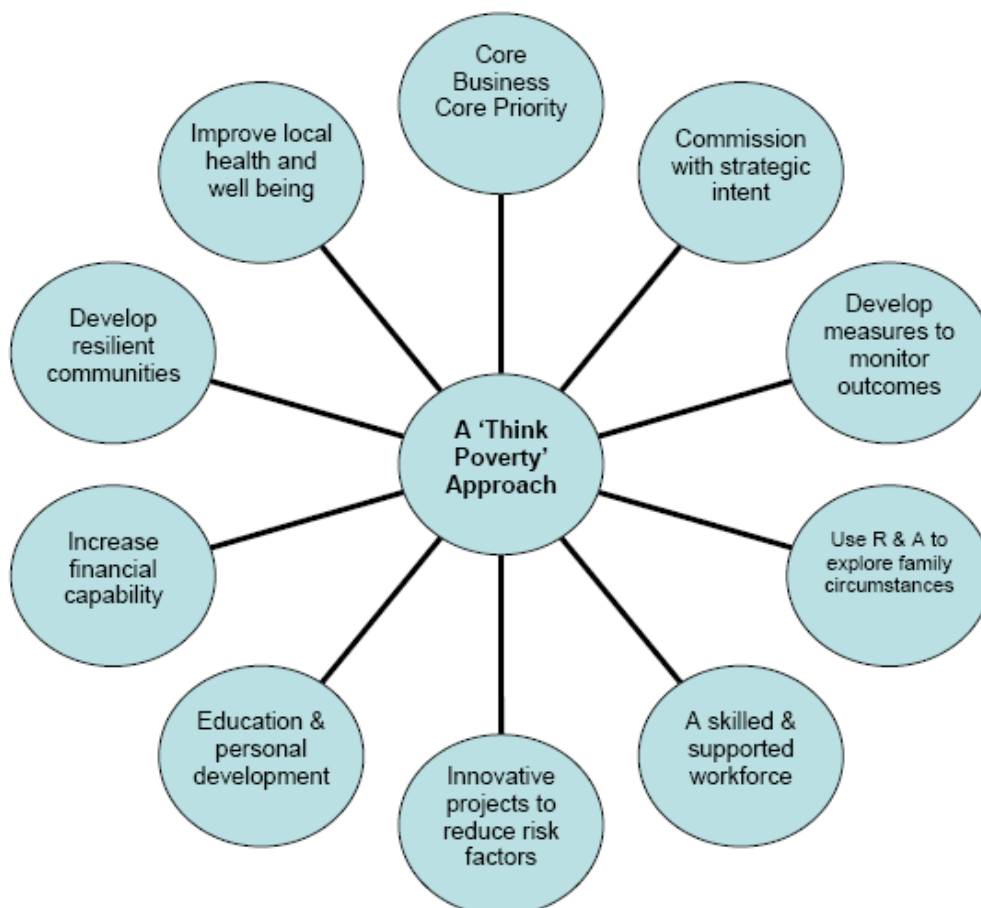 Core
Business
Core Priority
Commission
with strategic
intent
Develop
measures to
monitor
outcomes
Use R & A to
explore family
circumstances
A skilled &
supported
workforce
Innovative
projects to
reduce risk
factors
Education &
personal
development
Increase
financial
capability
Develop
resilient
communities
Improve local
health and
well being
A ‘Think
Poverty’
Approach